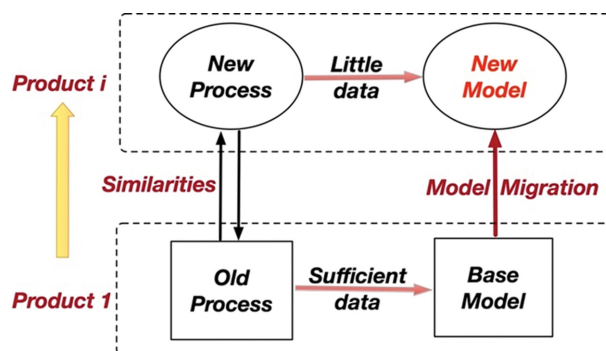 Product i
New
Process
Little
data
New
Model
Similarities
Model Migration
Product 1
Old
Process
Sufficient
data
Base
Model